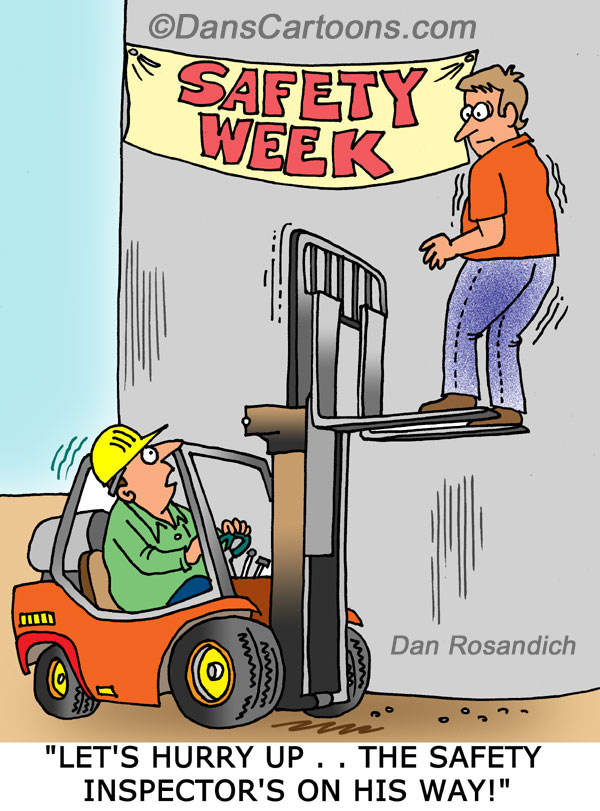 ©DansCartoons.com
SAFETY
WEEK
Dan Rosandich
"LET'S HURRY UP . . THE SAFETY
INSPECTOR'S ON HIS WAY!"